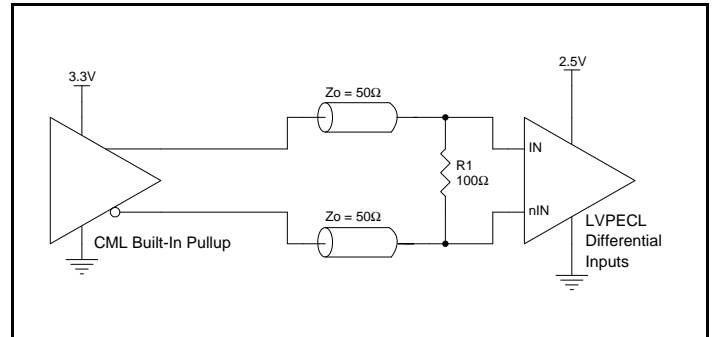 3.3V
2.5V
Zo = 50Ω
IN
R1
100Ω
nIN
Zo = 50Ω
CML Built-In Pullup
LVPECL
Differential
Inputs